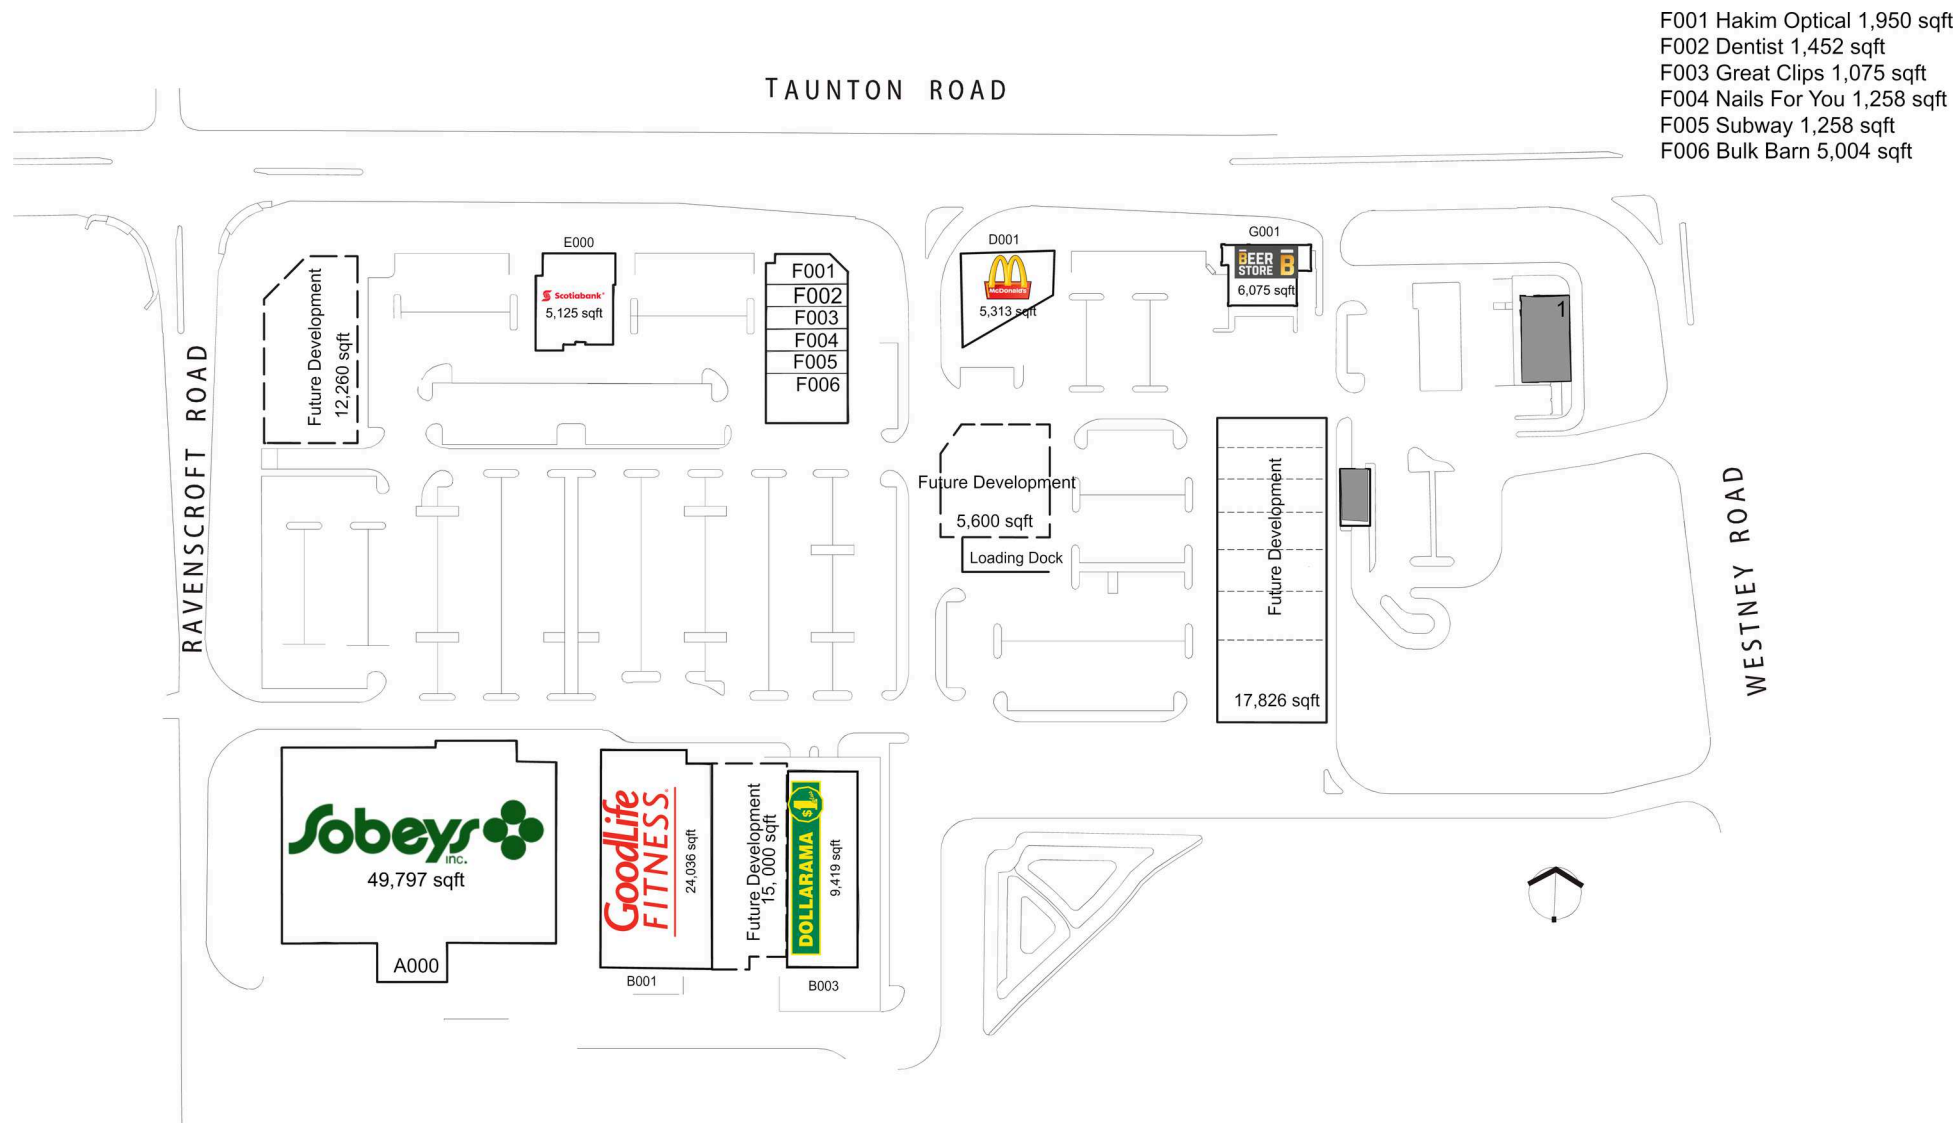 F001 Hakim Optical 1,950 sqft
F002 Dentist 1,452 sqft
F003 Great Clips 1,075 sqft
F004 Nails For You 1,258 sqft
F005 Subway 1,258 sqft
F006 Bulk Barn 5,004 sqft
TAUNTON ROAD
RAVENSCROFT ROAD
WESTNEY ROAD
Future Development
12,260 sqft
E000
Scotiabank
5,125 sqft
F001
F002
F003
F004
F005
F006
D001
McDonald's
5,313 sqft
G001
BEER
STORE
B
6,075 sqft
1
Future Development
5,600 sqft
Loading Dock
Future Development
17,826 sqft
Sobeys
INC.
49,797 sqft
A000
GoodLife
FITNESS.
24,036 sqft
B001
Future Development
15, 000 sqft
DOLLARAMA $1
9,419 sqft
B003